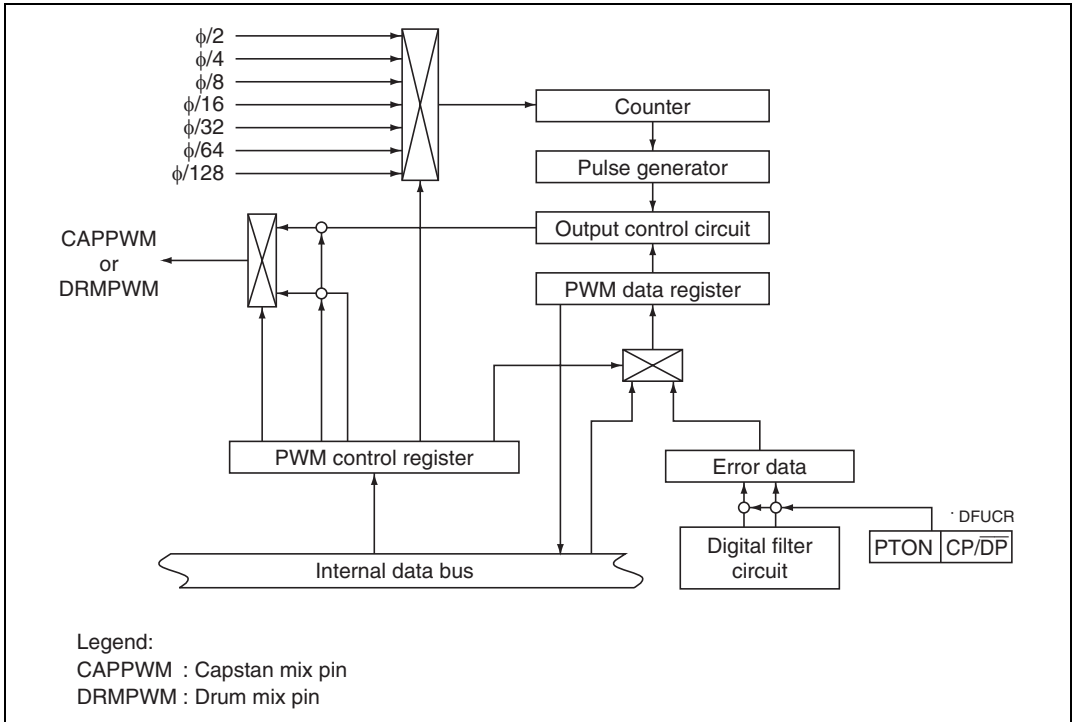 ϕ/2
ϕ/4
ϕ/8
ϕ/16
ϕ/32
ϕ/64
ϕ/128
Counter
Pulse generator
Output control circuit
PWM data register
CAPPWM
or
DRMPWM
PWM control register
Error data
· DFUCR
Digital filter
circuit
PTON CP/D̅P̅
Internal data bus
Legend:
CAPPWM : Capstan mix pin
DRMPWM : Drum mix pin